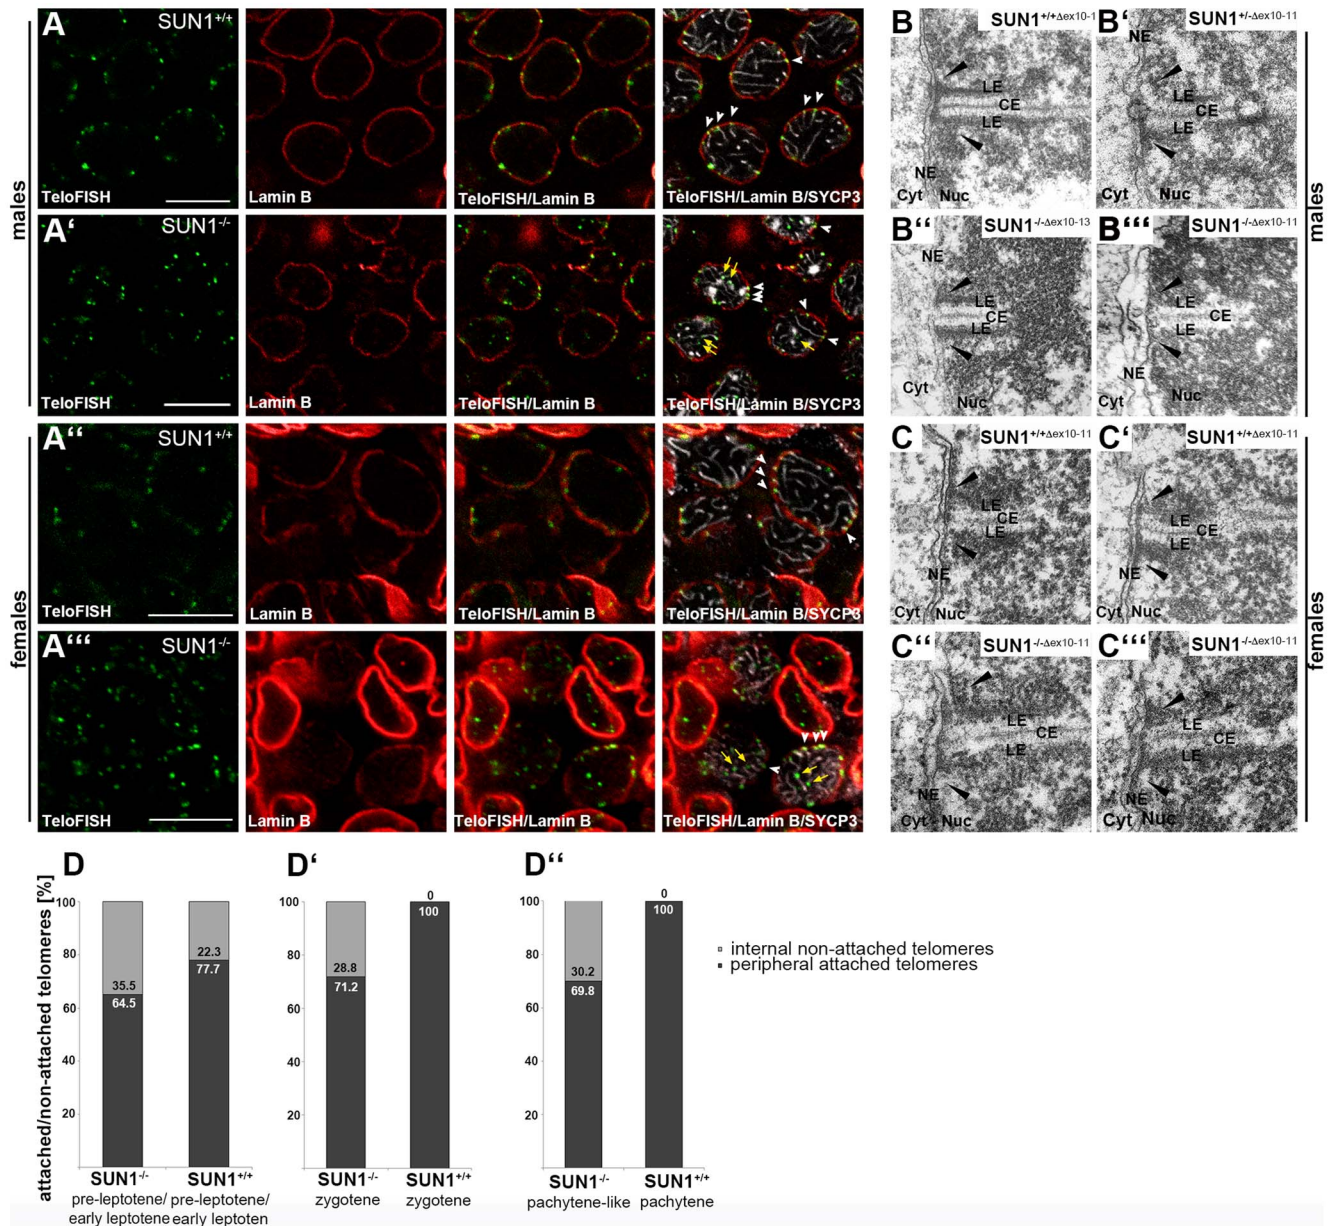 A
SUN1+/+
TeloFISH
Lamin B
TeloFISH/Lamin B
TeloFISH/Lamin B/SYCP3
males
A‘
SUN1-/-
TeloFISH
Lamin B
TeloFISH/Lamin B
TeloFISH/Lamin B/SYCP3
A‘‘
SUN1+/+
TeloFISH
Lamin B
TeloFISH/Lamin B
TeloFISH/Lamin B/SYCP3
females
A‘‘‘
SUN1-/-
TeloFISH
Lamin B
TeloFISH/Lamin B
TeloFISH/Lamin B/SYCP3
B
SUN1+/+Δex10-1
LE
CE
LE
NE
Cyt
Nuc
B‘
SUN1+/-Δex10-11
NE
LE
CE
LE
Cyt
Nuc
B‘‘
SUN1-/-Δex10-13
NE
LE
CE
LE
Cyt
Nuc
B‘‘‘
SUN1-/-Δex10-11
LE
CE
LE
NE
Cyt
Nuc
males
C
SUN1+/+Δex10-11
LE
CE
LE
NE
Cyt
Nuc
C‘
SUN1+/+Δex10-11
LE
CE
LE
NE
Cyt
Nuc
C‘‘
SUN1-/-Δex10-11
LE
CE
LE
NE
Cyt
Nuc
C‘‘‘
SUN1-/-Δex10-11
LE
CE
LE
NE
Cyt
Nuc
females
D
attached/non-attached telomeres [%]
100
80
60
40
20
35.5
64.5
22.3
77.7
SUN1-/-
pre-leptotene/
early leptotene
SUN1+/+
pre-leptotene/
early leptoten
D‘
100
80
60
40
20
28.8
71.2
0
100
SUN1-/-
zygotene
SUN1+/+
zygotene
D‘‘
100
80
60
40
20
30.2
69.8
0
100
SUN1-/-
pachytene-like
SUN1+/+
pachytene
internal non-attached telomeres
peripheral attached telomeres